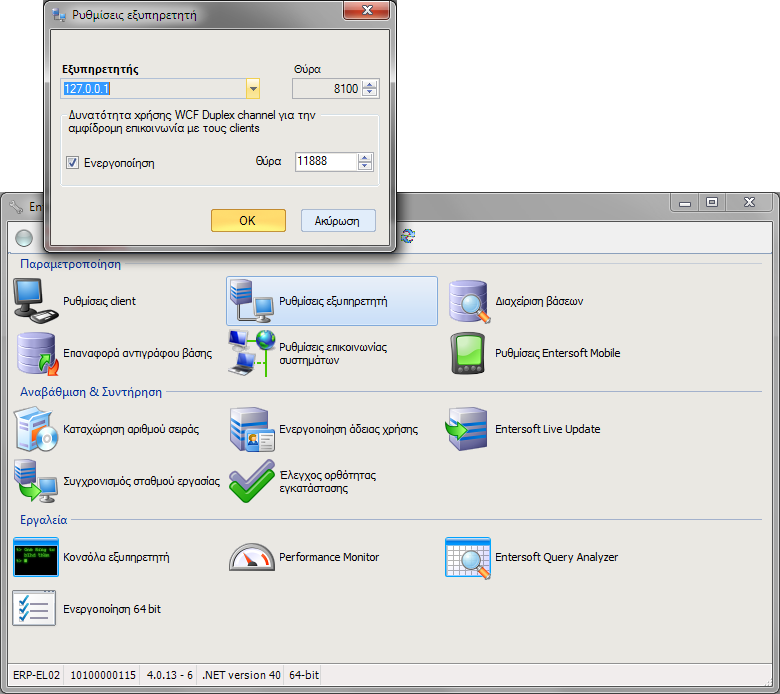 Ρυθμίσεις εξυπηρετητή
Εξυπηρετητής
Θύρα
127.0.0.1
8100
Δυνατότητα χρήσης WCF Duplex channel για την
αμφίδρομη επικοινωνία με τους clients
Ενεργοποίηση
Θύρα
11888
OK
Ακύρωση
Παραμετροποίηση
Ρυθμίσεις client
Ρυθμίσεις εξυπηρετητή
Διαχείριση βάσεων
Επαναφορά αντιγράφου βάσης
Ρυθμίσεις επικοινωνίας
συστημάτων
Ρυθμίσεις Entersoft Mobile
Αναβάθμιση & Συντήρηση
Καταχώρηση αριθμού σειράς
Ενεργοποίηση άδειας χρήσης
Entersoft Live Update
Συγχρονισμός σταθμού εργασίας
Έλεγχος ορθότητας
εγκατάστασης
Εργαλεία
Κονσόλα εξυπηρετητή
Performance Monitor
Entersoft Query Analyzer
Ενεργοποίηση 64 bit
ERP-EL02
10100000115
4.0.13 - 6
.NET version 40
64-bit